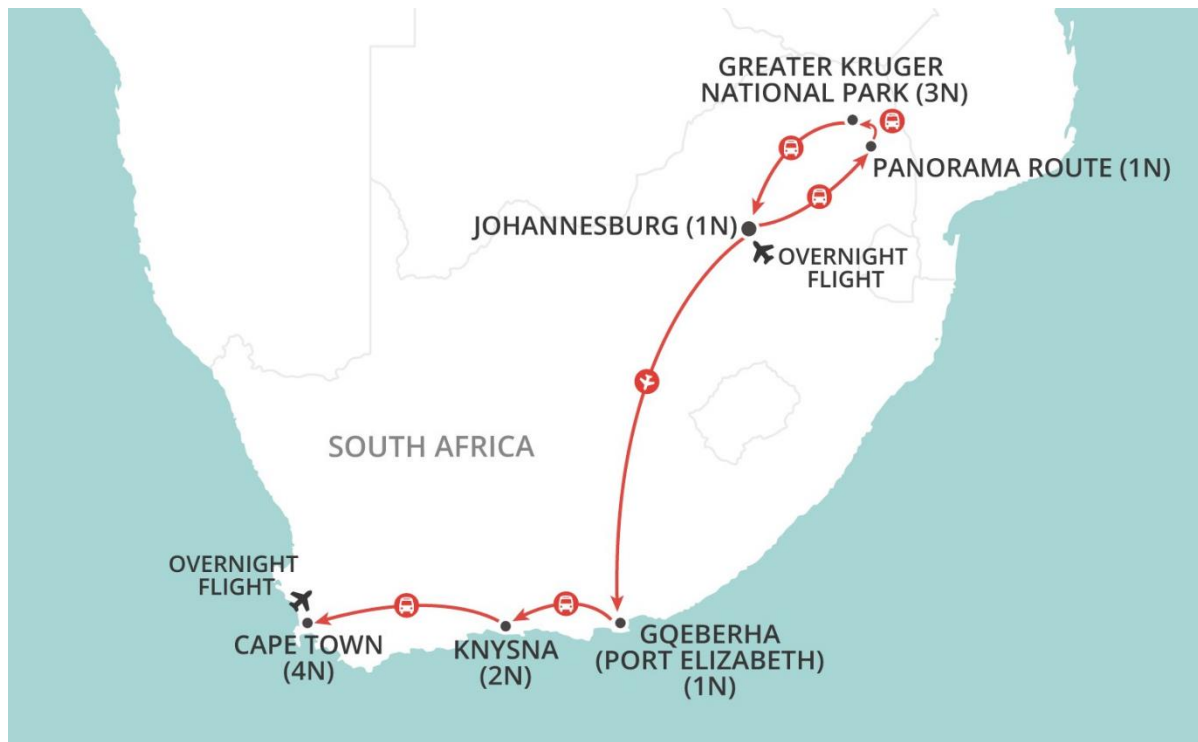 GREATER KRUGER
NATIONAL PARK (3N)
PANORAMA ROUTE (1N)
JOHANNESBURG (1N)
OVERNIGHT
FLIGHT
SOUTH AFRICA
OVERNIGHT
FLIGHT
CAPE TOWN
(4N)
KNYSNA
(2N)
GQEBERHA
(PORT ELIZABETH)
(1N)